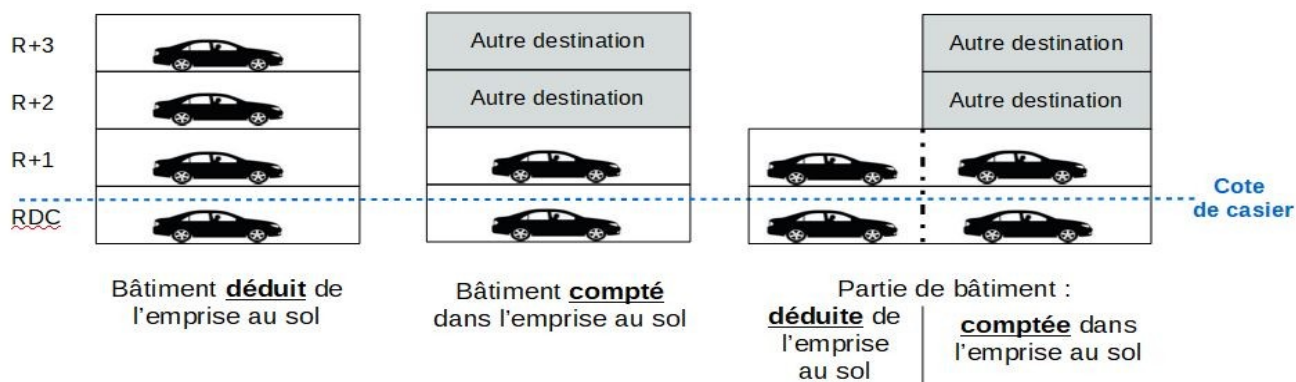 R+3
R+2
R+1
RDC
Autre destination
Autre destination
Autre destination
Autre destination
Cote
de casier
Bâtiment déduit de
l'emprise au sol
Bâtiment compté
dans l'emprise au sol
Partie de bâtiment :
déduite de
l'emprise
au sol
comptée dans
l'emprise au sol